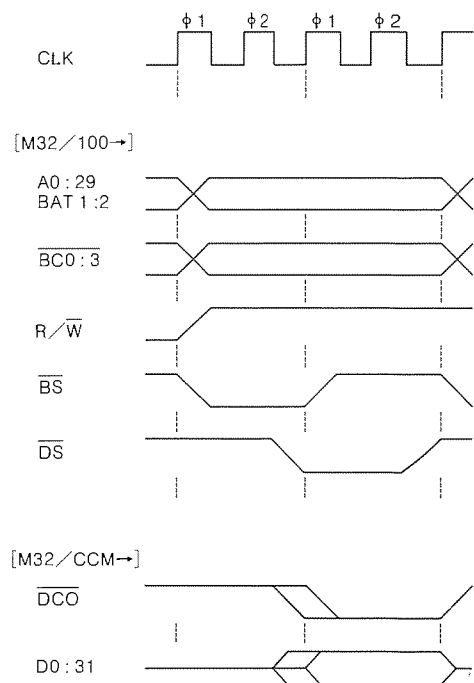 ϕ1 ϕ2 ϕ1 ϕ2
CLK
[M32/100→]
A0:29
BAT 1:2
BC0:3
R/W
BS
DS
[M32/CCM→]
DCO
D0:31